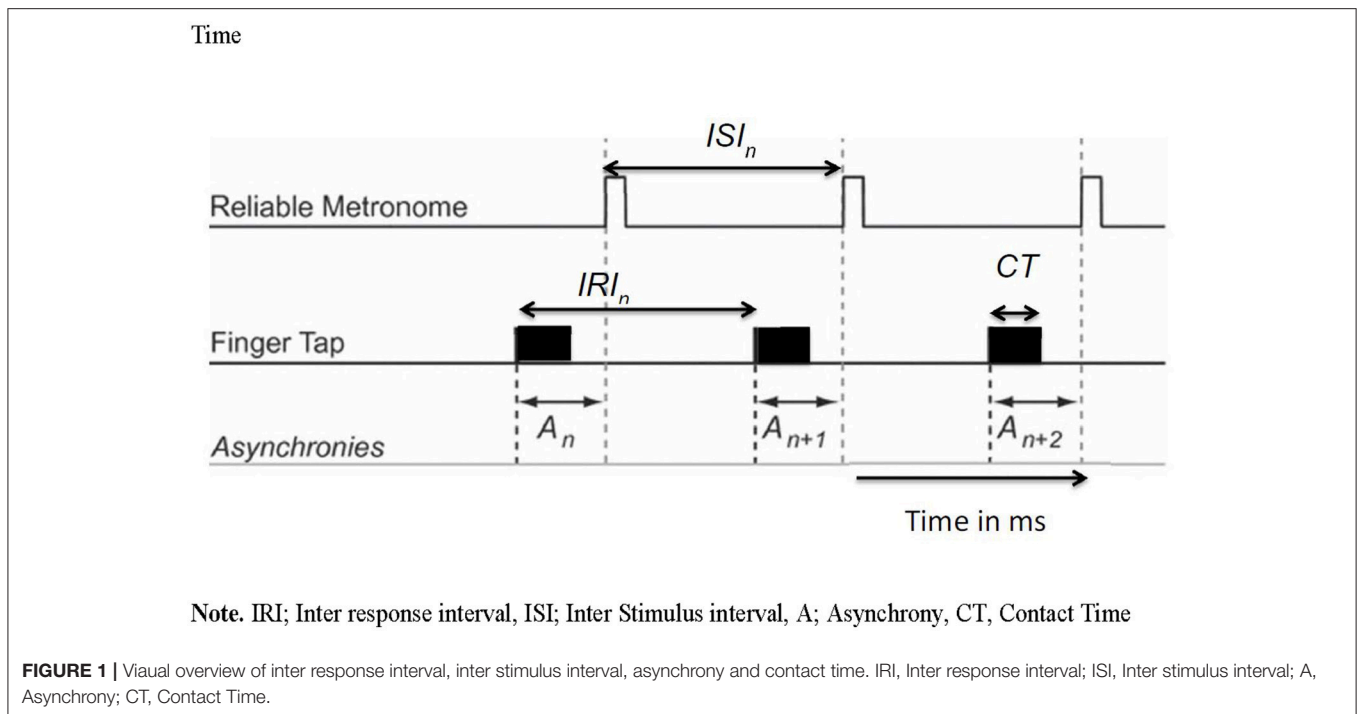 Time
ISIₙ
Reliable Metronome
CT
IRIₙ
Finger Tap
Aₙ
Aₙ₊₁
Aₙ₊₂
Asynchronies
Time in ms
Note. IRI; Inter response interval, ISI; Inter Stimulus interval, A; Asynchrony, CT, Contact Time
FIGURE 1 | Viaual overview of inter response interval, inter stimulus interval, asynchrony and contact time. IRI, Inter response interval; ISI, Inter stimulus interval; A,
Asynchrony; CT, Contact Time.